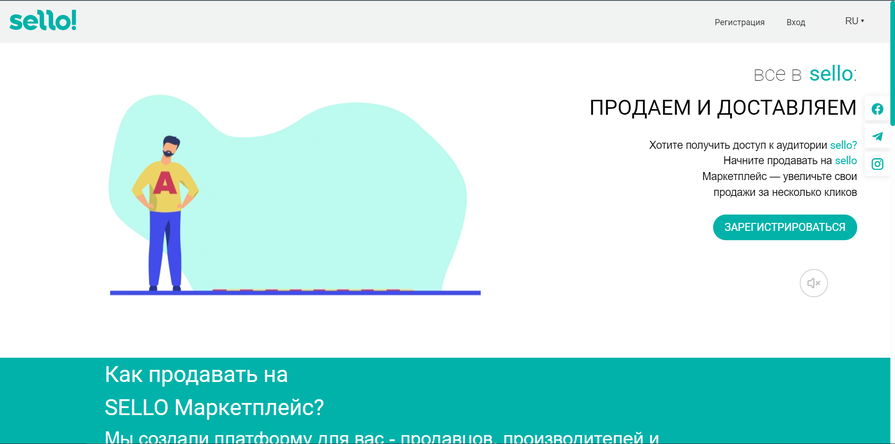 sello!
Регистрация
Вход
RU
все в sello:
ПРОДАЕМ И ДОСТАВЛЯЕМ
Хотите получить доступ к аудитории sello?
Начните продавать на sello
Маркетплейс — увеличьте свои
продажи за несколько кликов
ЗАРЕГИСТРИРОВАТЬСЯ
A
Как продавать на
SELLO Маркетплейс?
Мы создали платформу для вас - продавцов, производителей и